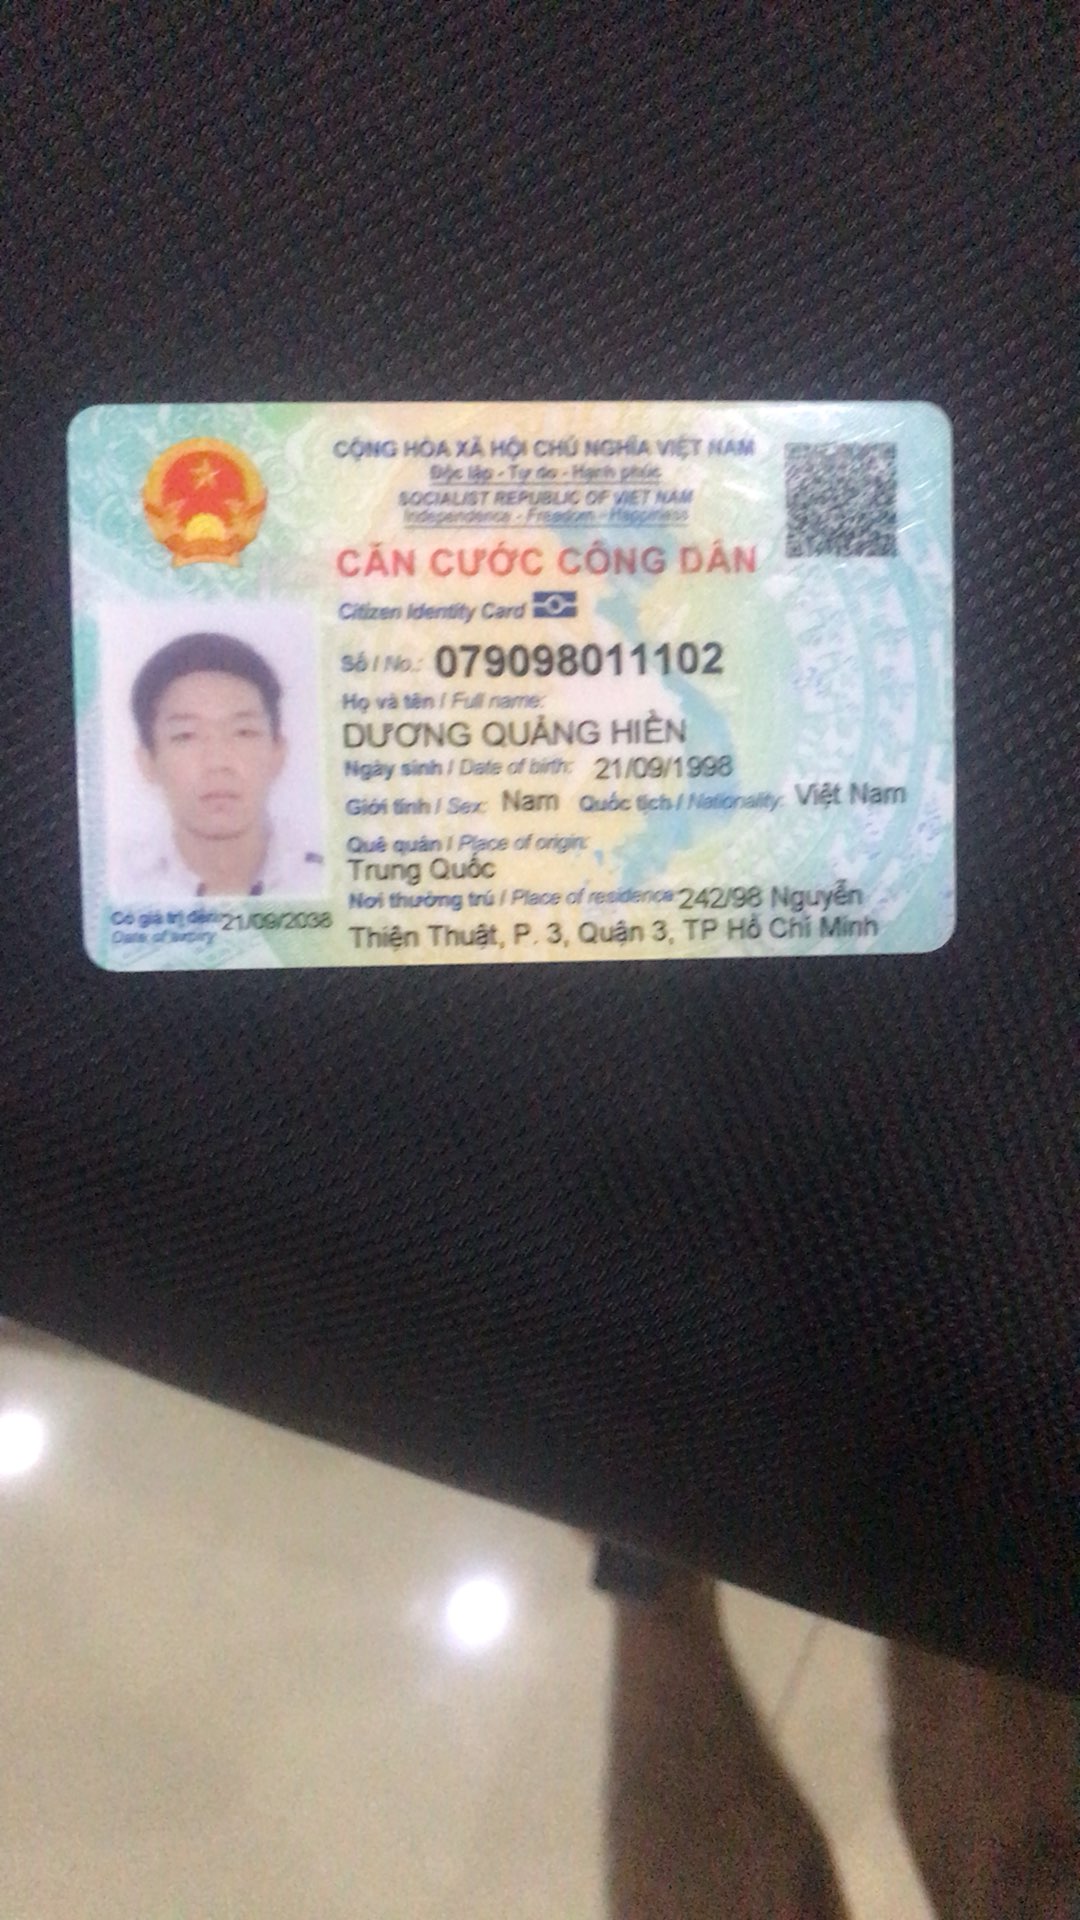 CỘNG HÒA XÃ HỘI CHỦ NGHĨA VIỆT NAM
Độc lập - Tự do - Hạnh phúc
SOCIALIST REPUBLIC OF VIET NAM
Independence - Freedom - Happiness
CĂN CƯỚC CÔNG DÂN
Citizen Identity Card
Số / No.: 079098011102
Họ và tên / Full name:
DƯƠNG QUẢNG HIỀN
Ngày sinh / Date of birth: 21/09/1998
Giới tính / Sex: Nam Quốc tịch / Nationality: Việt Nam
Quê quán / Place of origin:
Trung Quốc
Nơi thường trú / Place of residence: 242/98 Nguyễn
Thiện Thuật, P. 3, Quận 3, TP Hồ Chí Minh
Có giá trị đến: 21/09/2038
Date of expiry